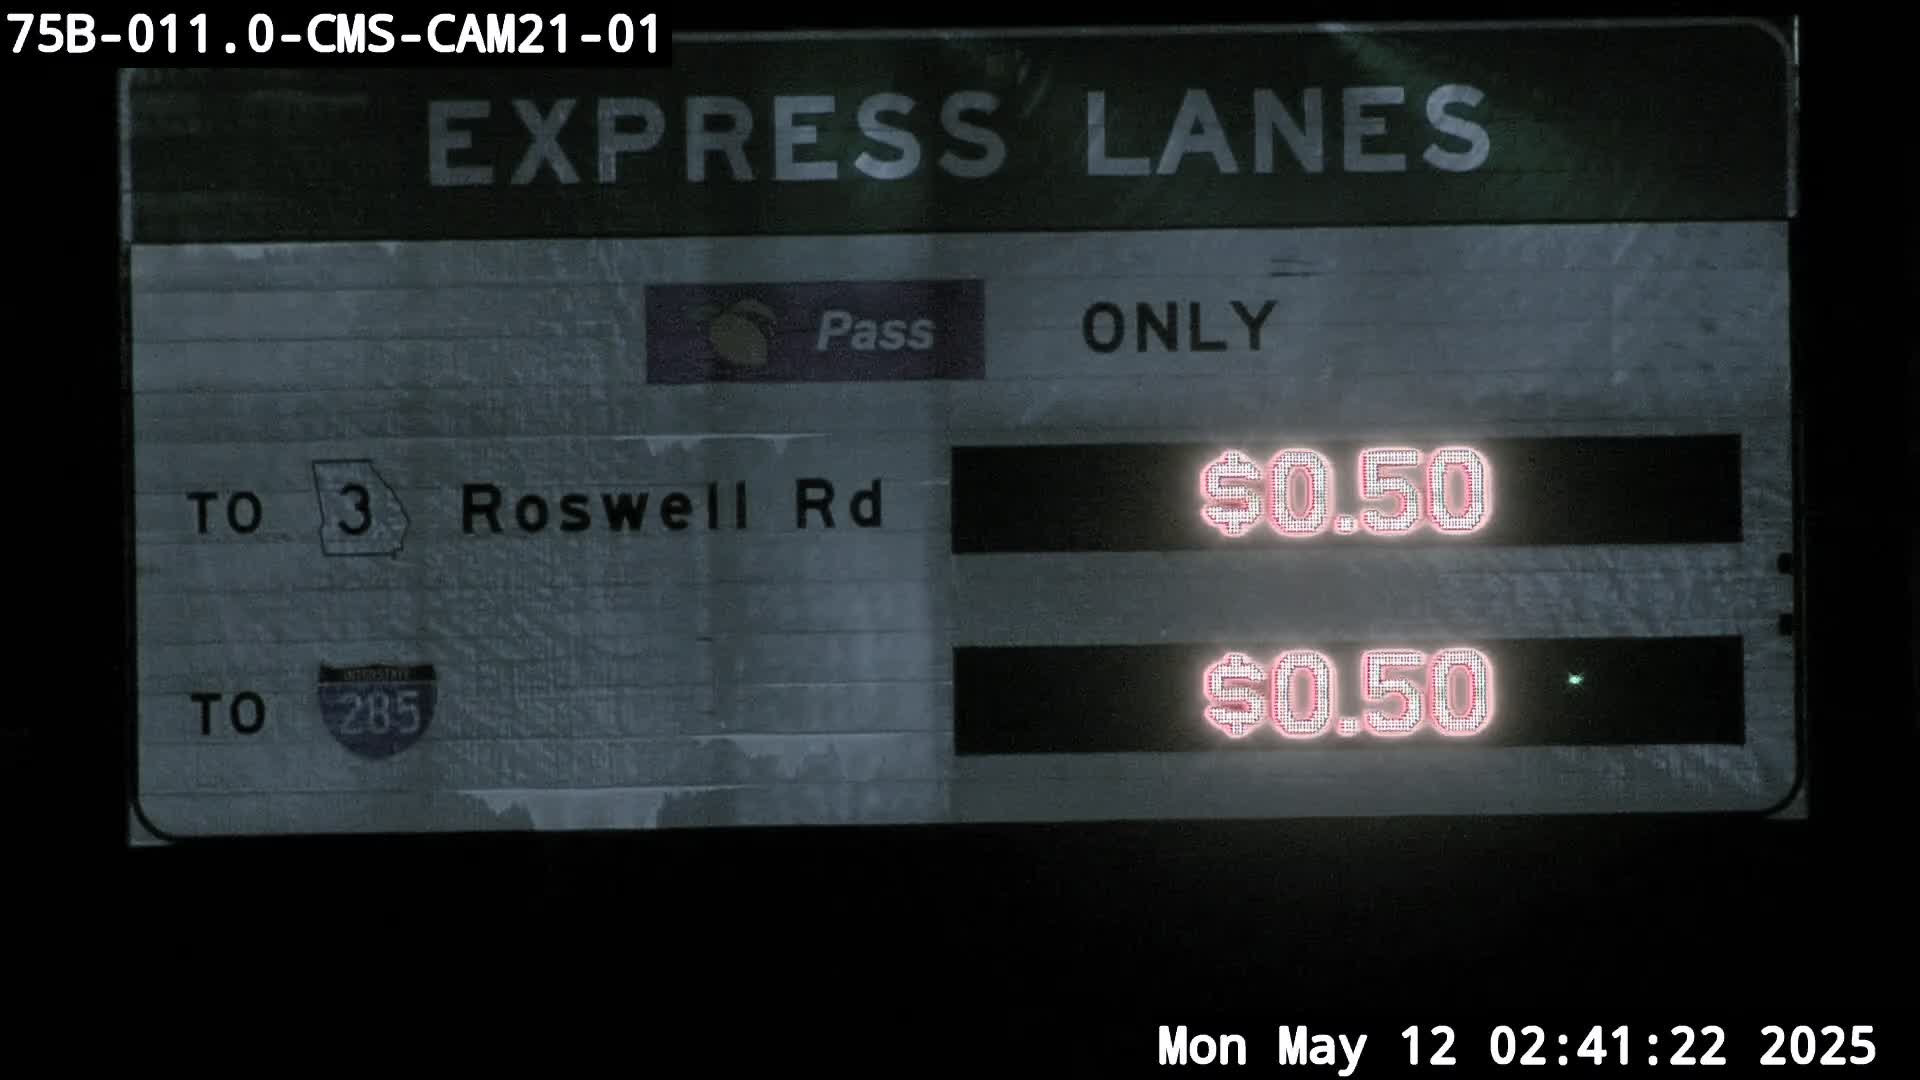 75B-011.0-CMS-CAM21-01
EXPRESS LANES
Pass ONLY
TO 3 Roswell Rd $0.50
INTERSTATE
TO 285 $0.50
Mon May 12 02:41:22 2025